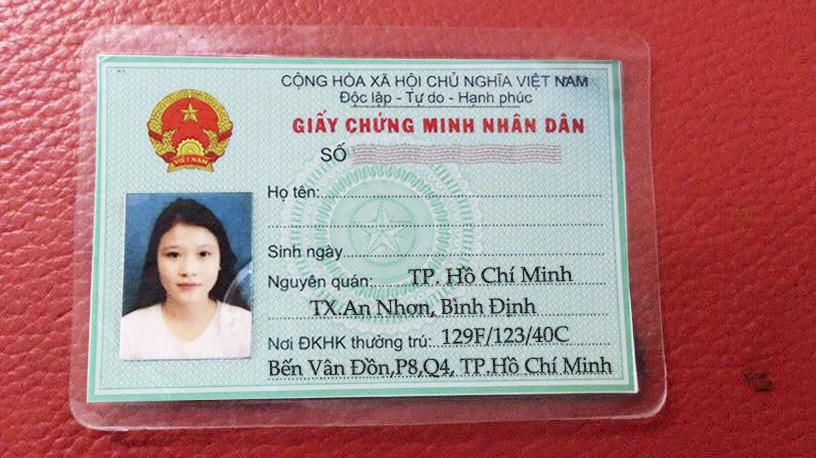 CỘNG HÒA XÃ HỘI CHỦ NGHĨA VIỆT NAM
Độc lập - Tự do - Hạnh phúc
GIẤY CHỨNG MINH NHÂN DÂN
SỐ
VIỆT NAM
Họ tên:
Sinh ngày
Nguyên quán: TP. Hồ Chí Minh
TX.An Nhơn, Bình Định
Nơi ĐKHK thường trú: 129F/123/40C
Bến Vân Đồn,P8,Q4, TP.Hồ Chí Minh